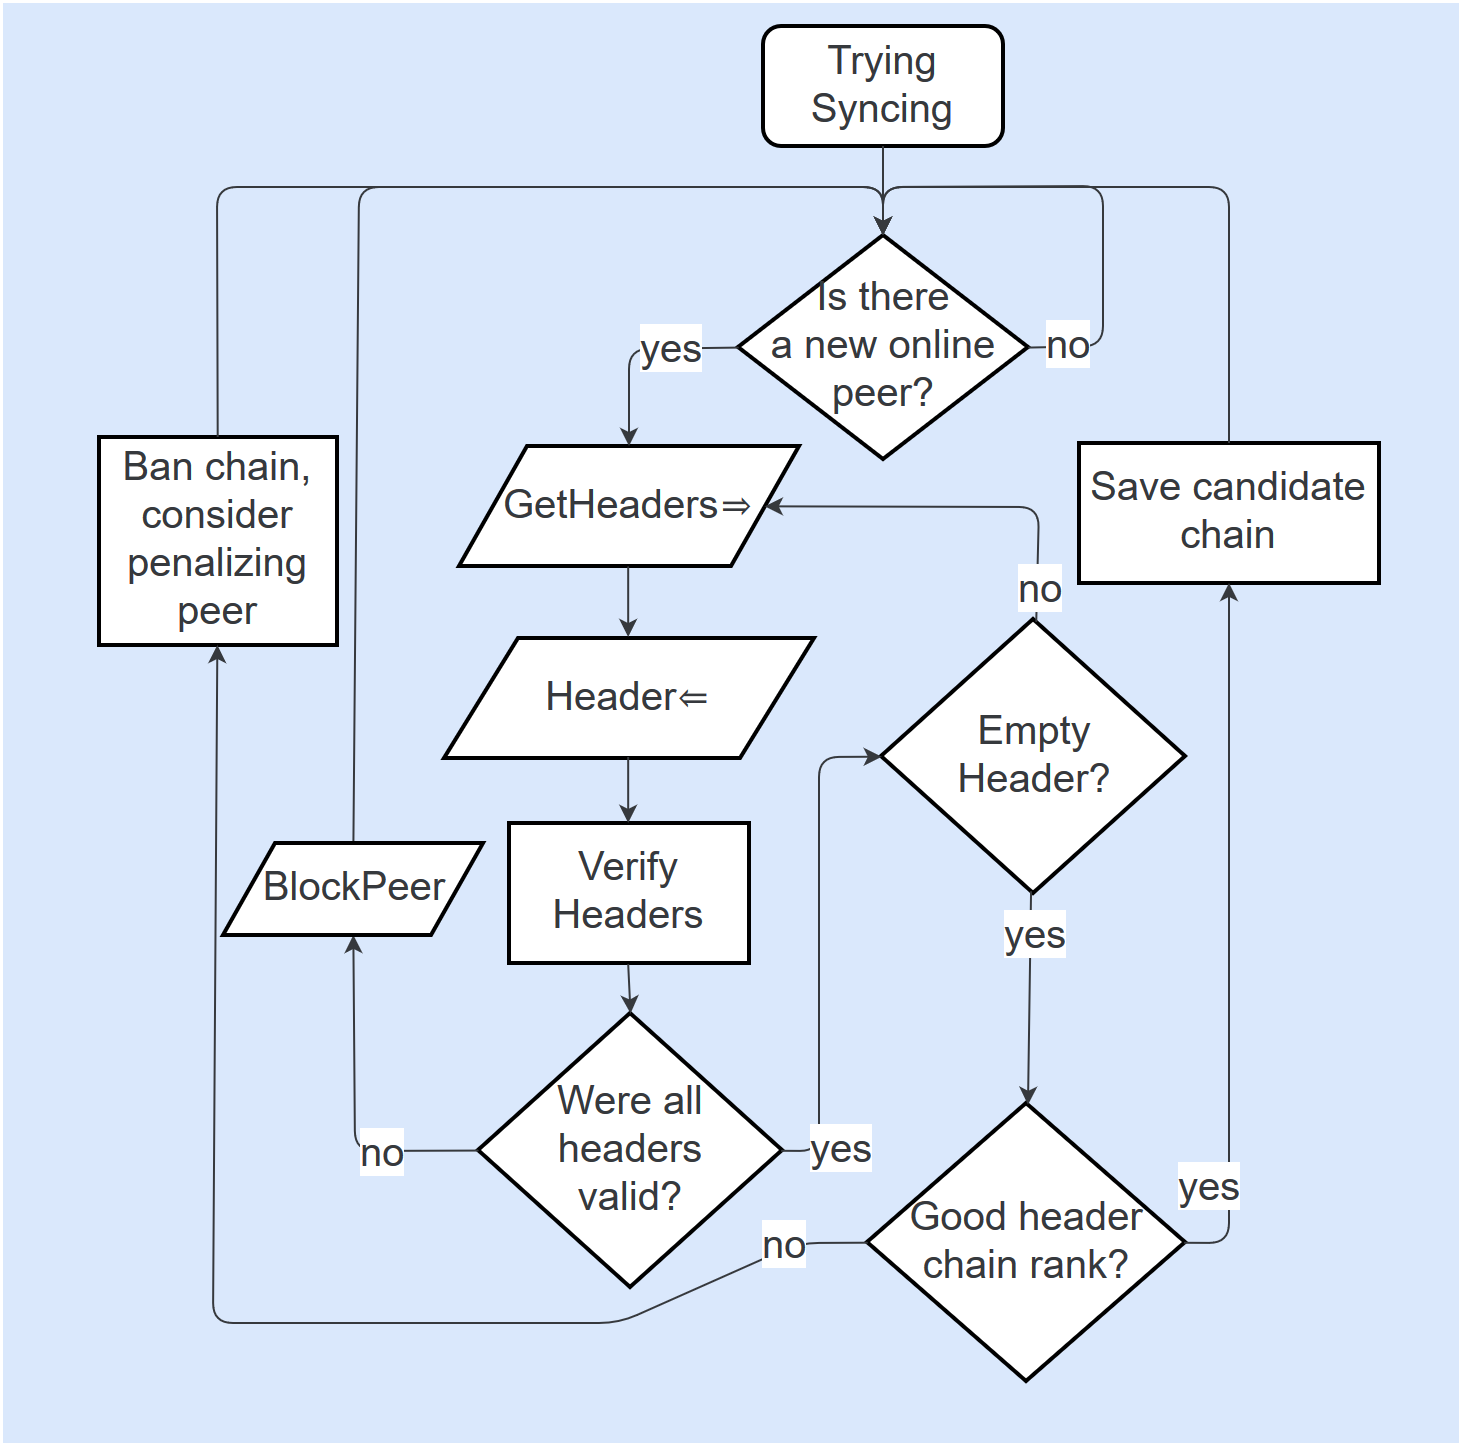 Trying
Syncing
Is there
a new online
peer?
yes
no
GetHeaders⇒
Ban chain,
consider
penalizing
peer
Save candidate
chain
no
Header⇐
Empty
Header?
Verify
Headers
BlockPeer
yes
Were all
headers
valid?
no
yes
Good header
chain rank?
no
yes